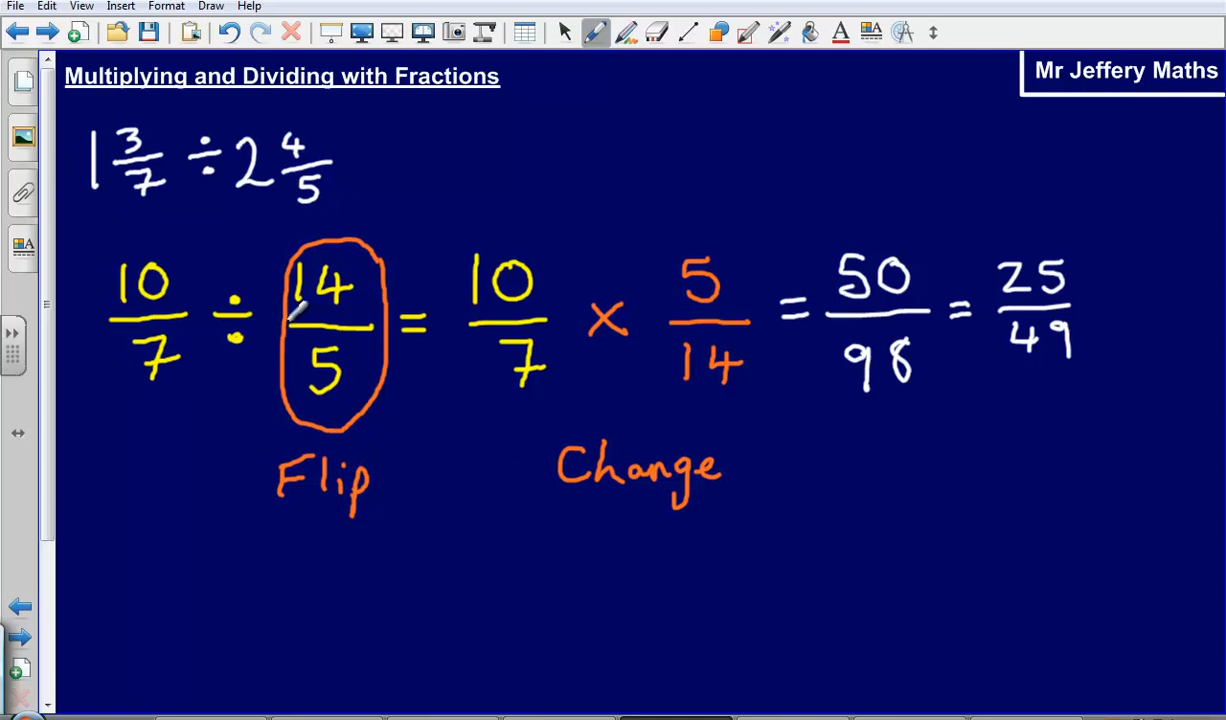 File Edit View Insert Format Draw Help
Multiplying and Dividing with Fractions
Mr Jeffery Maths
1 3/7 ÷ 2 4/5
10/7 ÷ 14/5 = 10/7 × 5/14 = 50/98 = 25/49
Flip Change